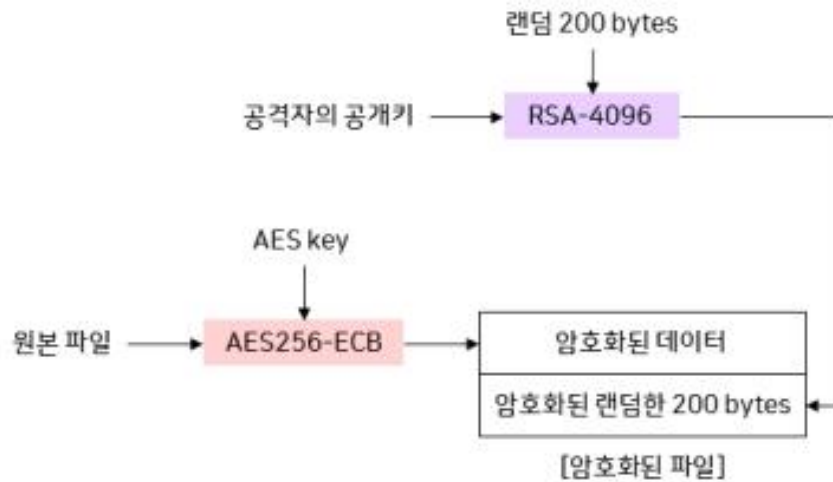 랜덤 200 bytes
공격자의 공개키
RSA-4096
AES key
원본 파일
AES256-ECB
암호화된 데이터
암호화된 랜덤한 200 bytes
[암호화된 파일]